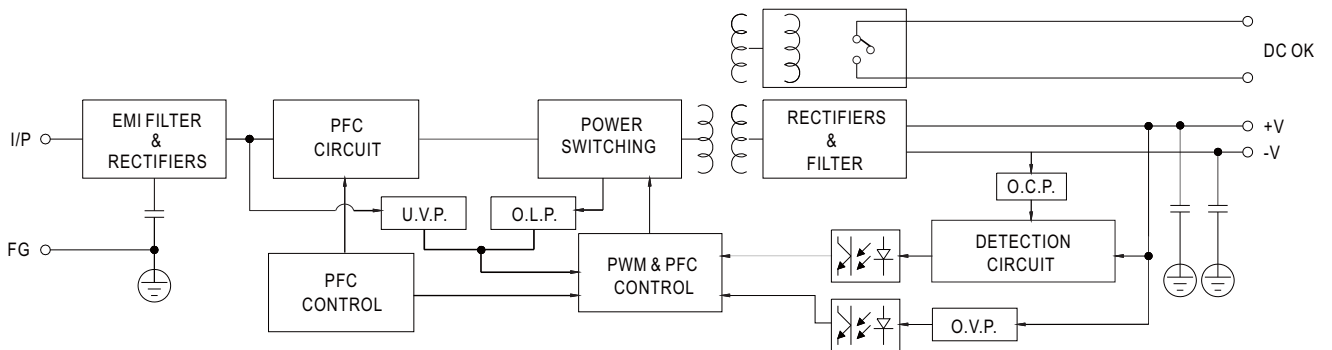 DC OK
I/P
EMI FILTER
&
RECTIFIERS
PFC
CIRCUIT
POWER
SWITCHING
RECTIFIERS
&
FILTER
+V
-V
U.V.P.
O.L.P.
O.C.P.
FG
PFC
CONTROL
PWM & PFC
CONTROL
DETECTION
CIRCUIT
O.V.P.